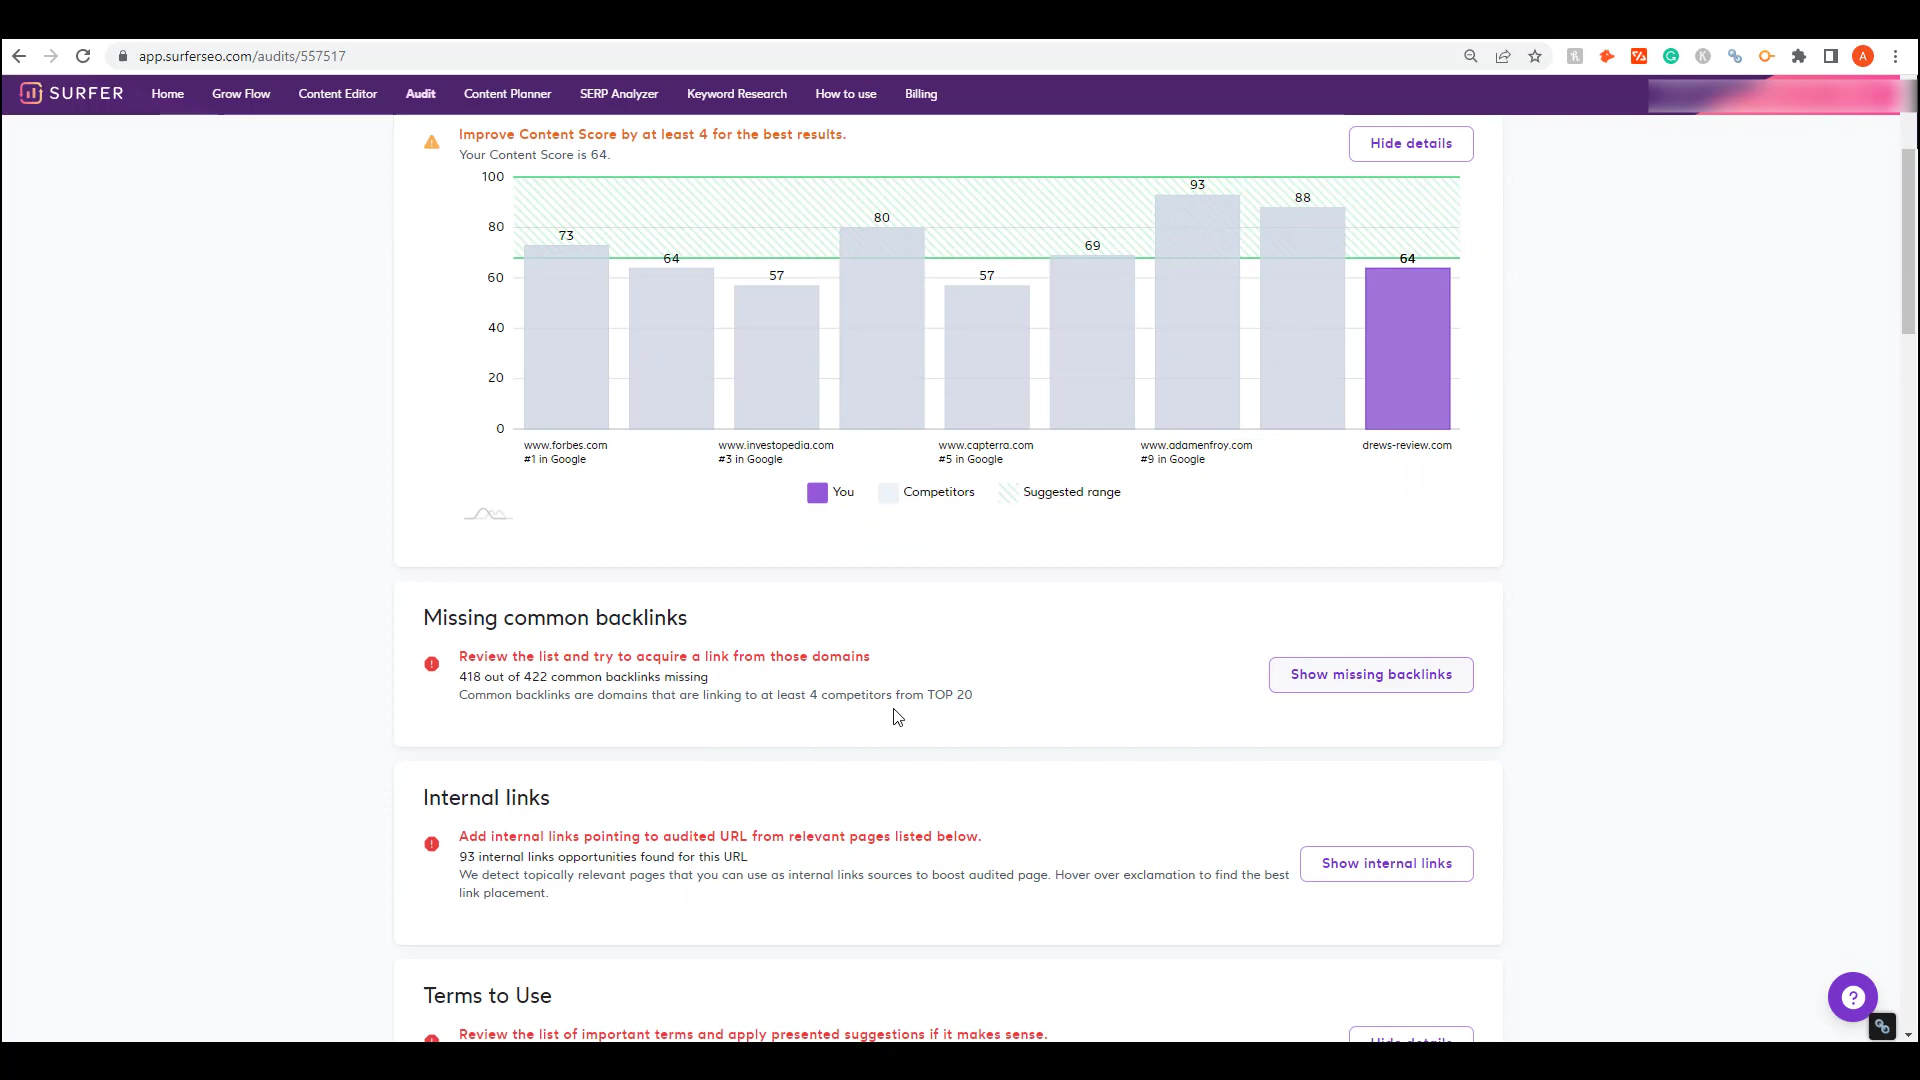 app.surferseo.com/audits/557517
A
SURFER Home Grow Flow Content Editor Audit Content Planner SERP Analyzer Keyword Research How to use Billing
Improve Content Score by at least 4 for the best results.
Your Content Score is 64.
Hide details
100
80
60
40
20
0
73 64 57 80 57 69 93 88 64
www.forbes.com www.investopedia.com www.capterra.com www.adamenfroy.com drews-review.com
#1 in Google #3 in Google #5 in Google #9 in Google
You Competitors Suggested range
Missing common backlinks
Review the list and try to acquire a link from those domains
418 out of 422 common backlinks missing
Common backlinks are domains that are linking to at least 4 competitors from TOP 20
Show missing backlinks
Internal links
Add internal links pointing to audited URL from relevant pages listed below.
93 internal links opportunities found for this URL
We detect topically relevant pages that you can use as internal links sources to boost audited page. Hover over exclamation to find the best
link placement.
Show internal links
Terms to Use
Review the list of important terms and apply presented suggestions if it makes sense.
Hide details
?